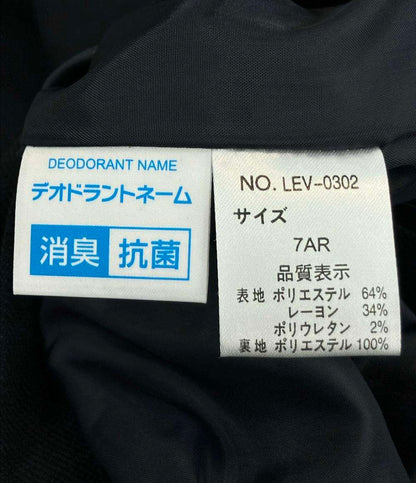 DEODORANT NAME
デオドラントネーム
消臭 抗菌
NO. LEV-0302
サイズ
7AR
品質表示
表地 ポリエステル 64%
レーヨン 34%
ポリウレタン 2%
裏地 ポリエステル 100%